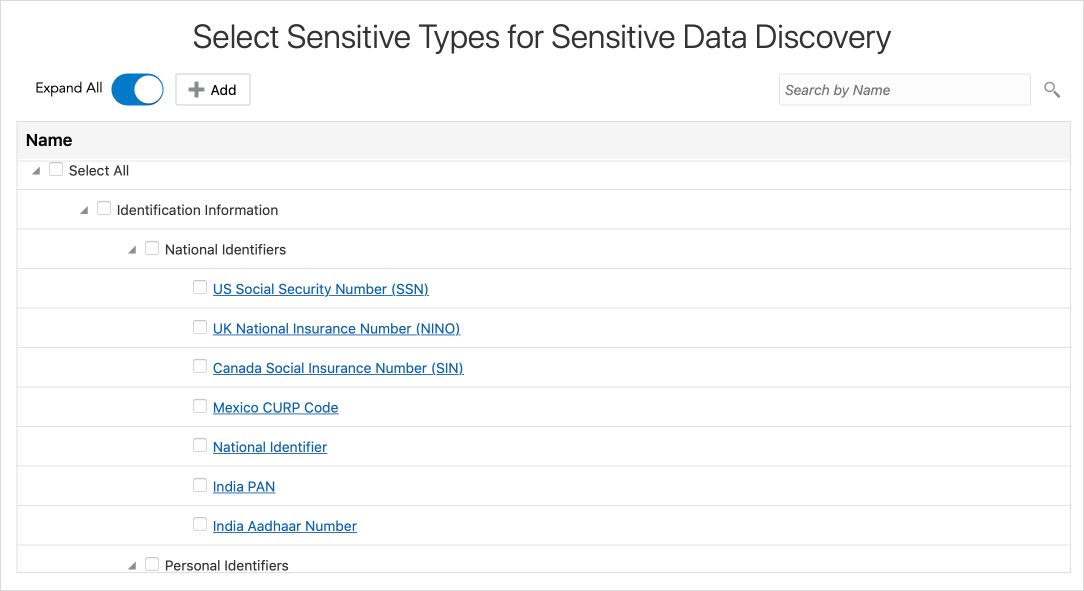 Select Sensitive Types for Sensitive Data Discovery
Expand All
Add
Search by Name
Name
Select All
Identification Information
National Identifiers
US Social Security Number (SSN)
UK National Insurance Number (NINO)
Canada Social Insurance Number (SIN)
Mexico CURP Code
National Identifier
India PAN
India Aadhaar Number
Personal Identifiers